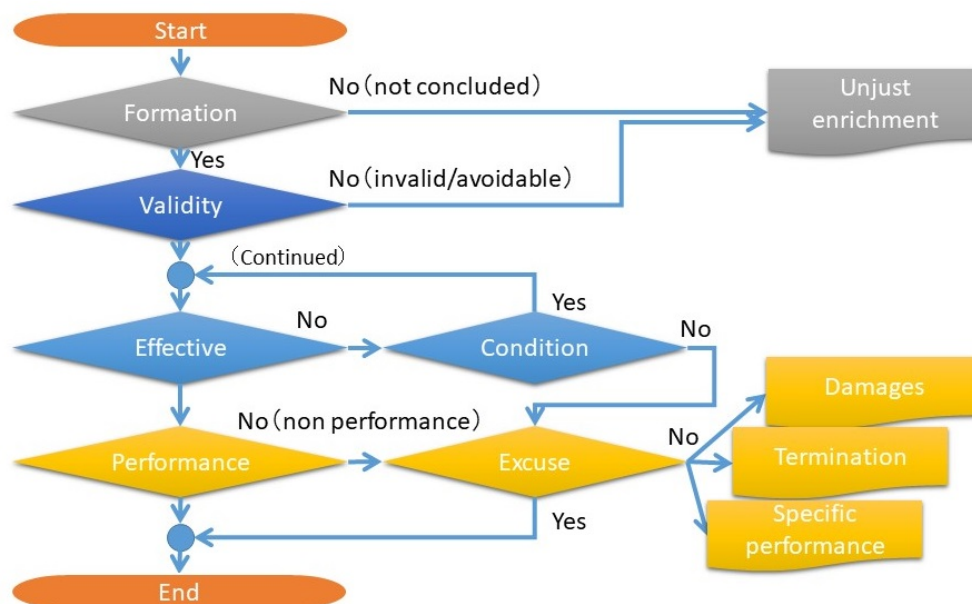 Start
No（not concluded）
Unjust
enrichment
Formation
Yes
No（invalid/avoidable）
Validity
（Continued）
Yes
No
No
Effective
Condition
Damages
No（non performance）
No
Performance
Excuse
Termination
Yes
Specific
performance
End